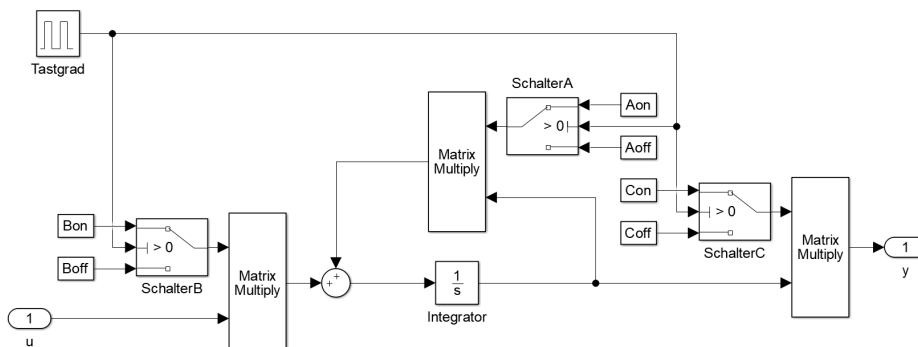 Tastgrad
SchalterA
Aon
> 0
Aoff
Matrix
Multiply
Con
> 0
Coff
SchalterC
Matrix
Multiply
1
y
Bon
> 0
Boff
SchalterB
Matrix
Multiply
+
+
1
s
Integrator
1
u